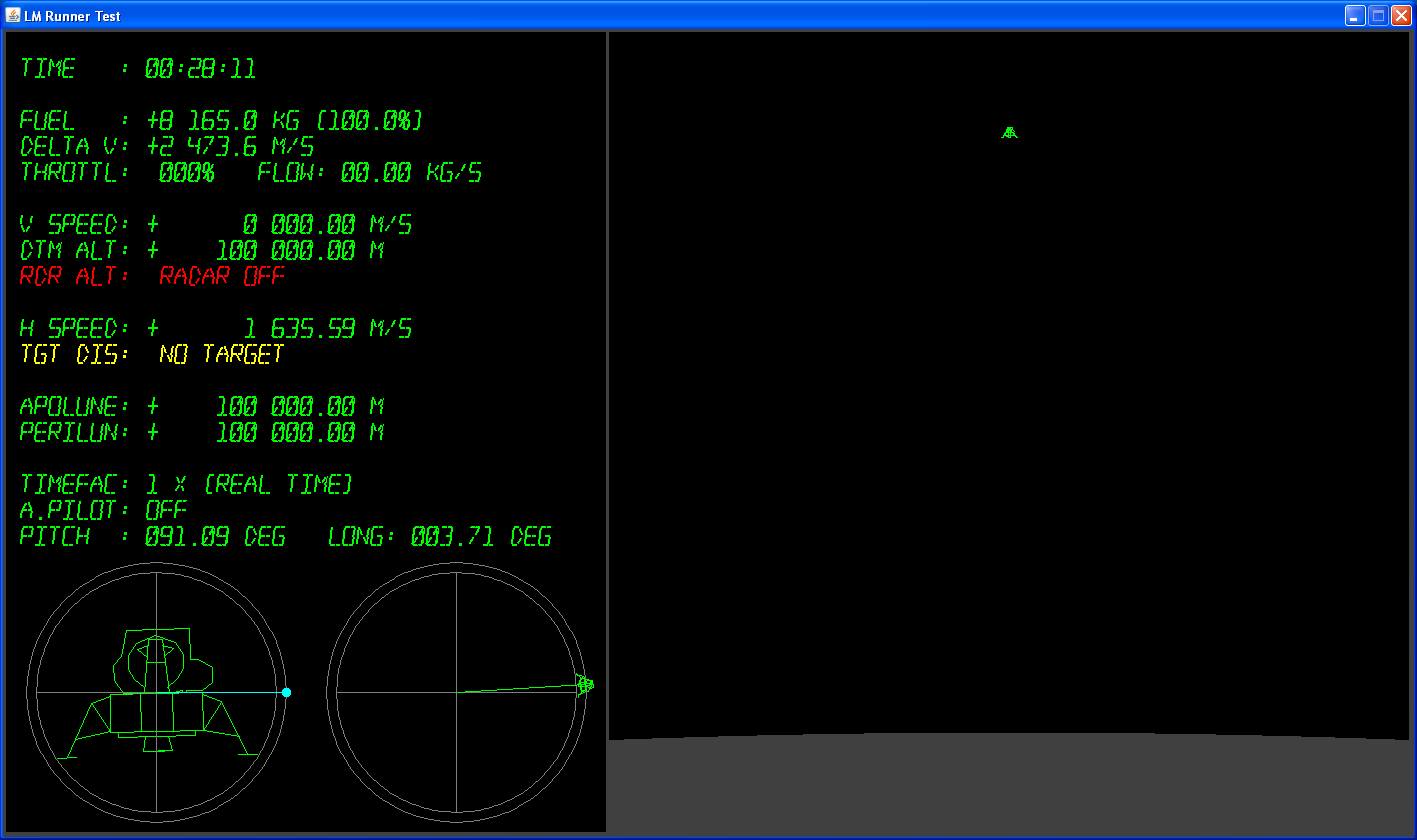 LM Runner Test
TIME : 00:28:11
FUEL : +8 165.0 KG (100.0%)
DELTA V: +2 473.6 M/S
THROTTL: 000% FLOW: 00.00 KG/S
V SPEED: + 0 000.00 M/S
DTM ALT: + 100 000.00 M
RDR ALT: RADAR OFF
H SPEED: + 1 635.59 M/S
TGT DIS: NO TARGET
APOLUNE: + 100 000.00 M
PERILUN: + 100 000.00 M
TIMEFAC: 1 X (REAL TIME)
A.PILOT: OFF
PITCH : 091.09 DEG LONG: 003.71 DEG